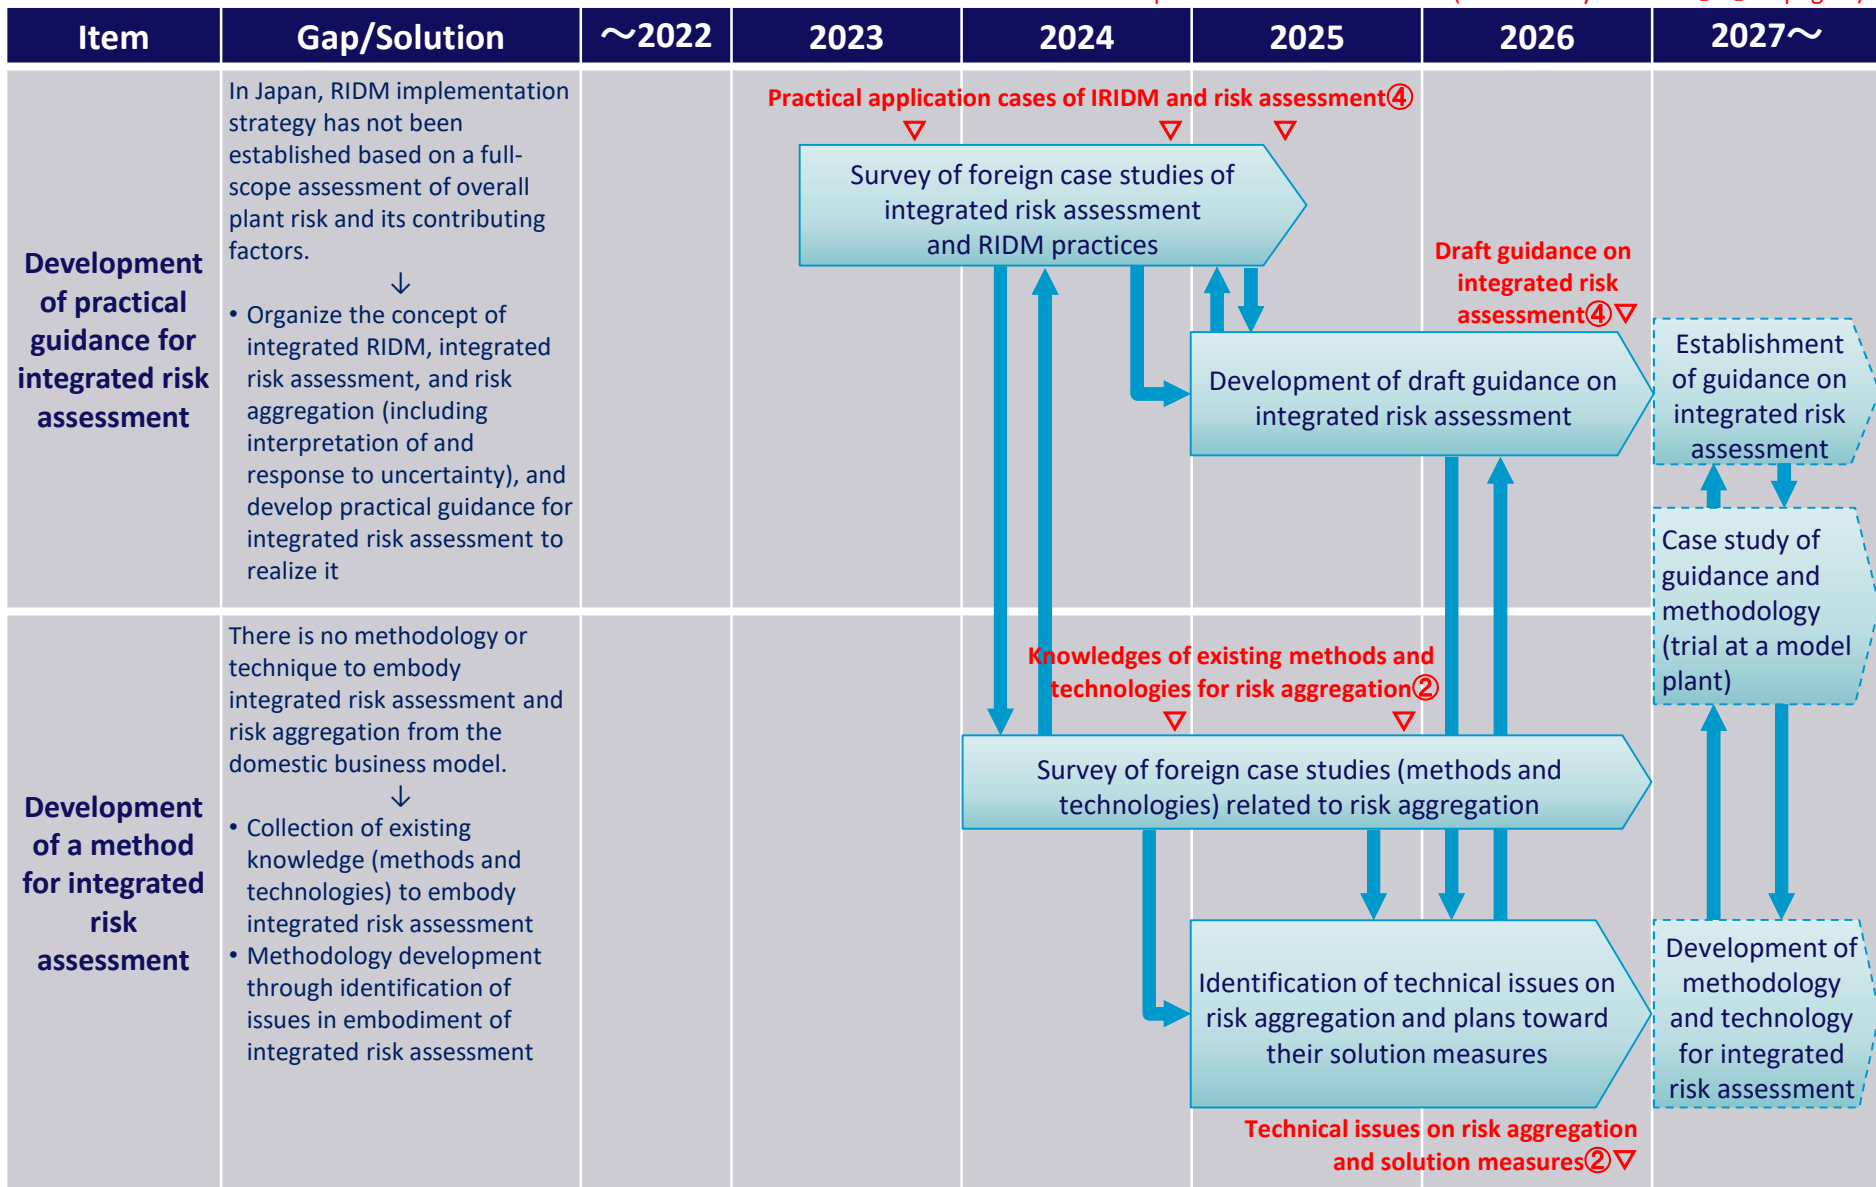 Item
Gap/Solution
~2022
2023
2024
2025
2026
2027~
Development
of practical
guidance for
integrated risk
assessment
In Japan, RIDM implementation
strategy has not been
established based on a full-
scope assessment of overall
plant risk and its contributing
factors.
↓
• Organize the concept of
integrated RIDM, integrated
risk assessment, and risk
aggregation (including
interpretation of and
response to uncertainty), and
develop practical guidance for
integrated risk assessment to
realize it
Practical application cases of IRIDM and risk assessment④
▽ ▽ ▽
Survey of foreign case studies of
integrated risk assessment
and RIDM practices
Draft guidance on
integrated risk
assessment④▽
Development of draft guidance on
integrated risk assessment
Establishment
of guidance on
integrated risk
assessment
Case study of
guidance and
methodology
(trial at a model
plant)
Development
of a method
for integrated
risk
assessment
There is no methodology or
technique to embody
integrated risk assessment and
risk aggregation from the
domestic business model.
↓
• Collection of existing
knowledge (methods and
technologies) to embody
integrated risk assessment
• Methodology development
through identification of
issues in embodiment of
integrated risk assessment
Knowledges of existing methods and
technologies for risk aggregation②
▽ ▽
Survey of foreign case studies (methods and
technologies) related to risk aggregation
Identification of technical issues on
risk aggregation and plans toward
their solution measures
Technical issues on risk aggregation
and solution measures②▽
Development of
methodology
and technology
for integrated
risk assessment